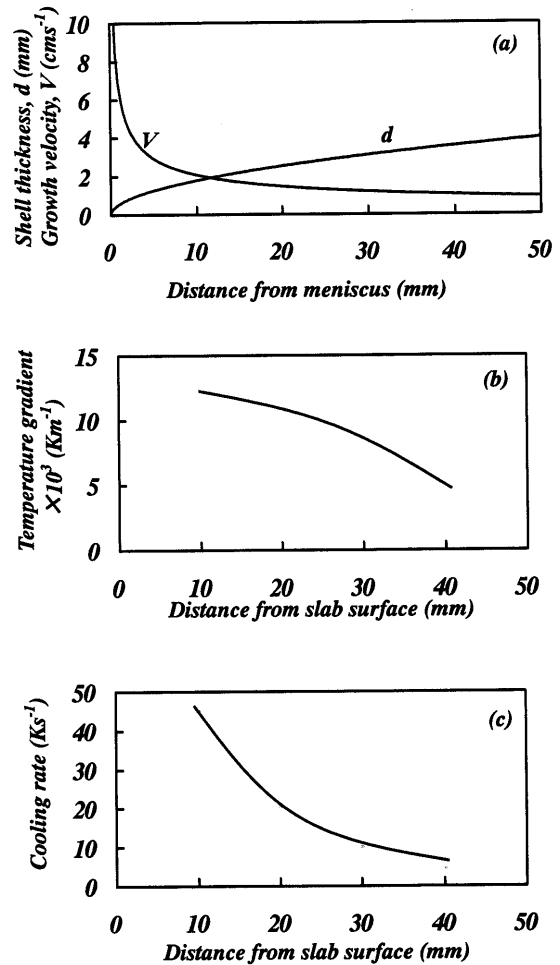 Shell thickness, d (mm)
Growth velocity, V (cms⁻¹)
10
8
6
4
2
0
(a)
V
d
0 10 20 30 40 50
Distance from meniscus (mm)
Temperature gradient
×10³ (Km⁻¹)
15
10
5
0
(b)
0 10 20 30 40 50
Distance from slab surface (mm)
Cooling rate (Ks⁻¹)
50
40
30
20
10
0
(c)
0 10 20 30 40 50
Distance from slab surface (mm)